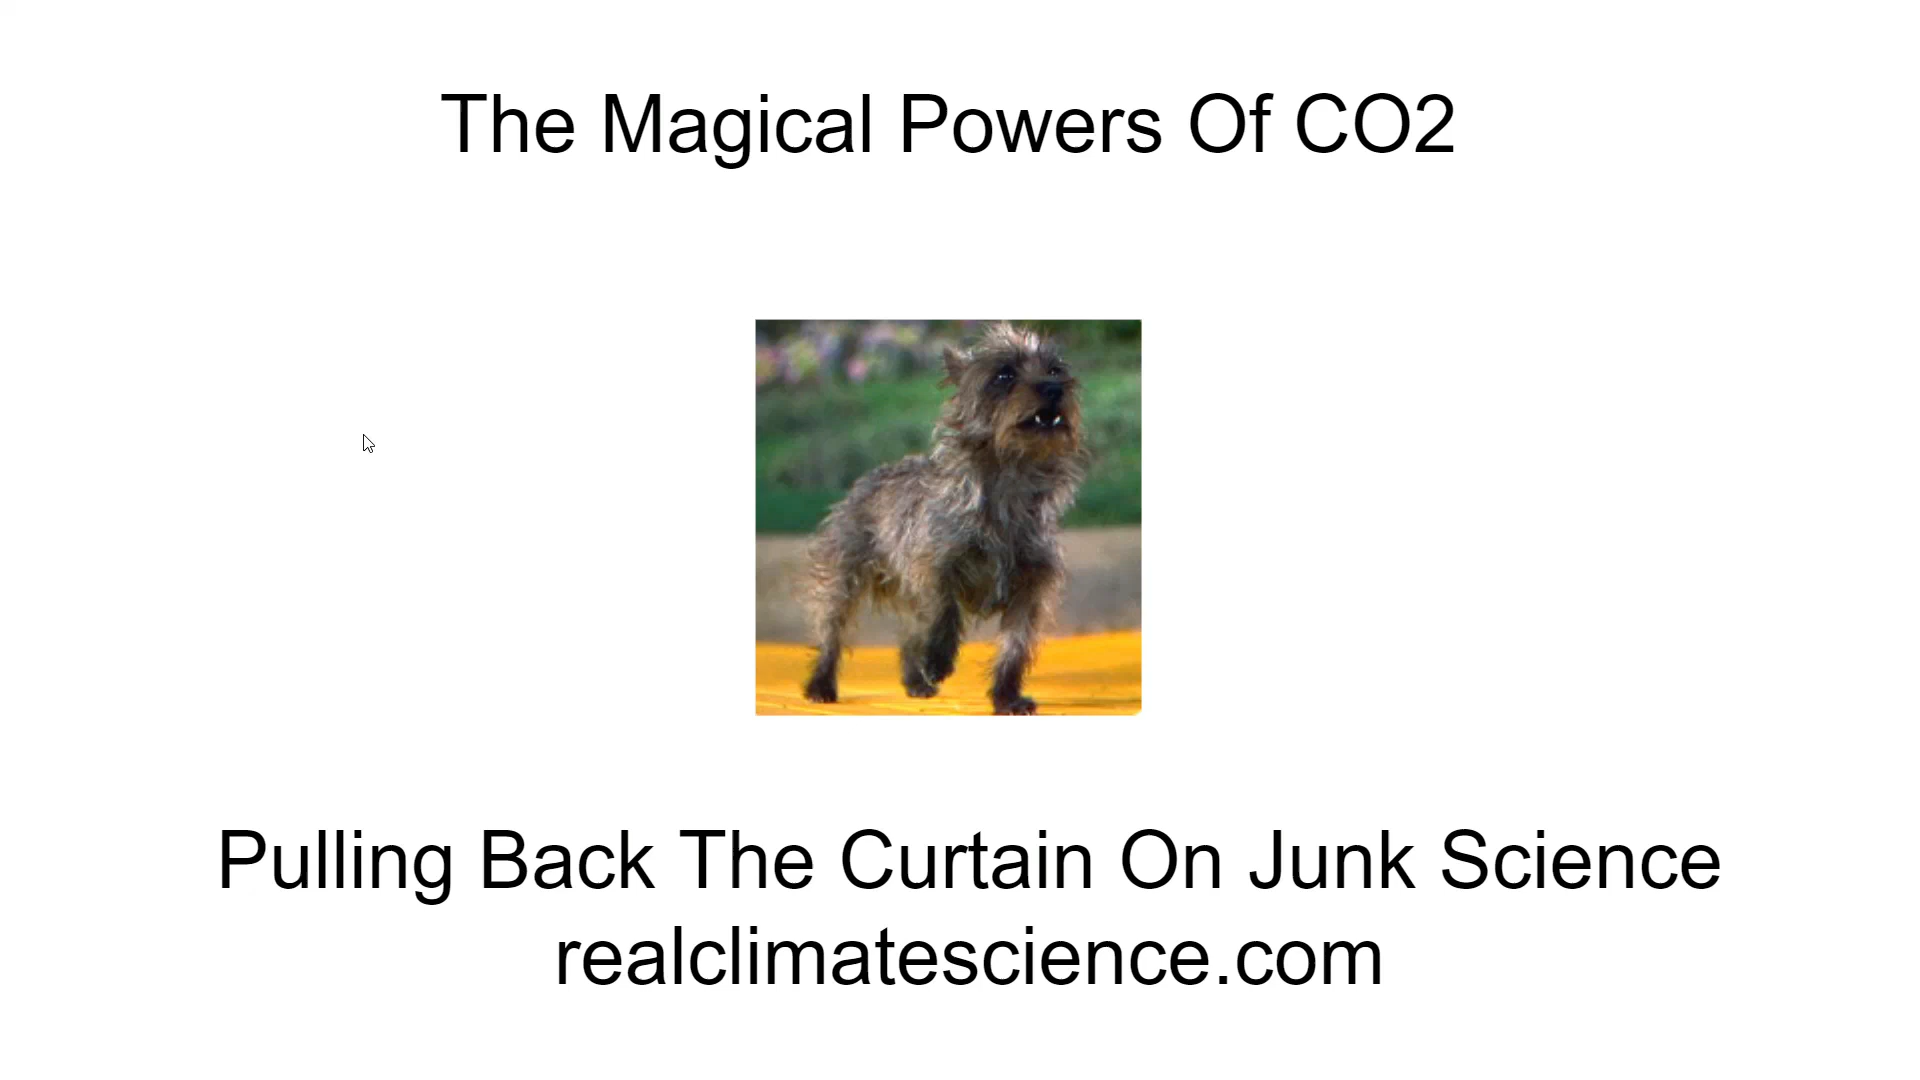 The Magical Powers Of CO2
Pulling Back The Curtain On Junk Science
realclimatescience.com